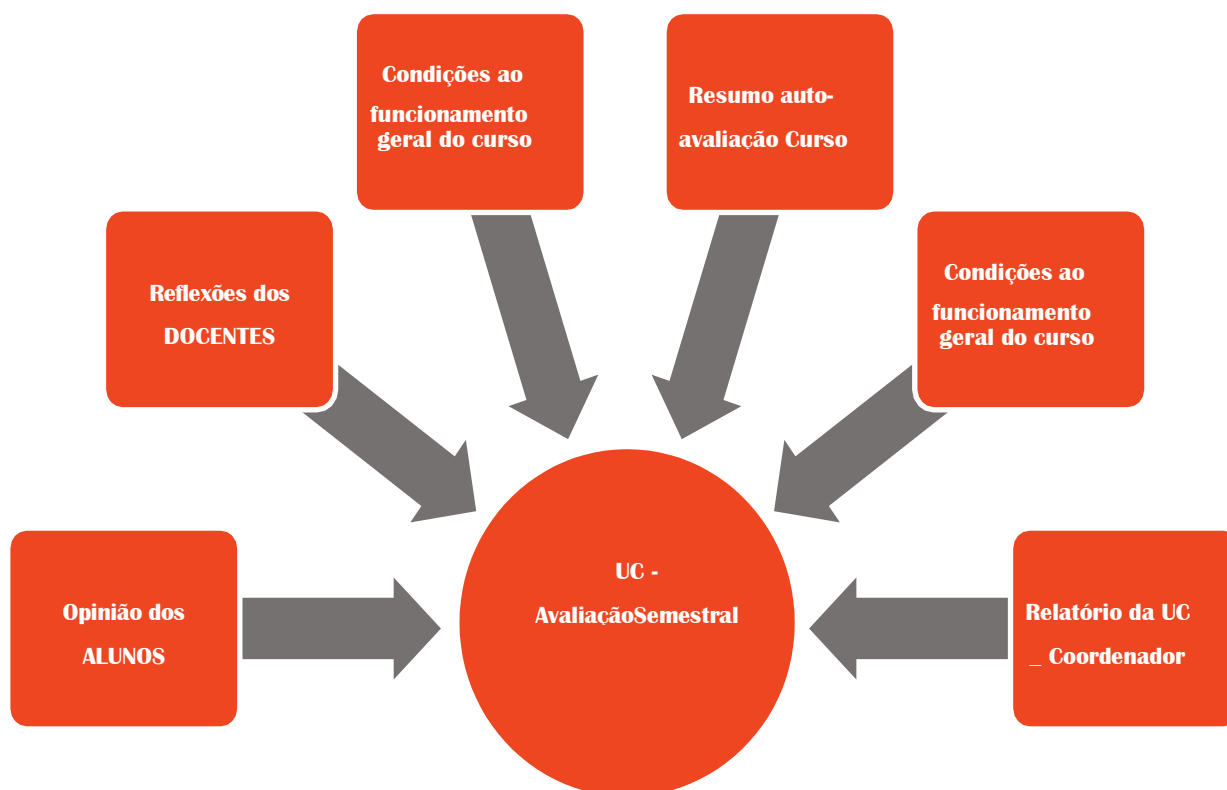 Condições ao
funcionamento
geral do curso
Resumo auto-
avaliação Curso
Reflexões dos
DOCENTES
Condições ao
funcionamento
geral do curso
Opinião dos
ALUNOS
UC -
AvaliaçãoSemestral
Relatório da UC
_ Coordenador